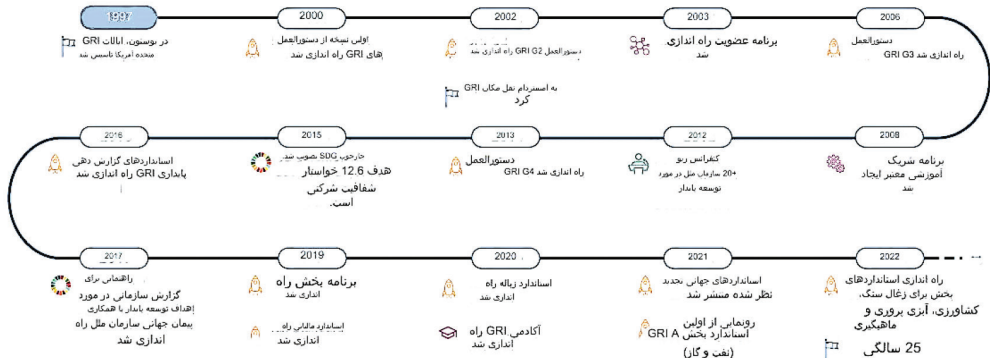 1997
GRI در بوستون، ایالات
متحده آمریکا تاسیس شد
2000
اولین نسخه از دستورالعمل
های GRI راه اندازی شد
2002
دستورالعمل GRI G2 راه اندازی شد
GRI به آمستردام نقل مکان
کرد
2003
برنامه عضویت راه اندازی
شد
2006
دستورالعمل
GRI G3 راه اندازی شد
2008
برنامه شریک
آموزشی معتبر ایجاد
شد
2012
کنفرانس ریو
+20 سازمان ملل در مورد
توسعه پایدار
2013
دستورالعمل
GRI G4 راه اندازی شد
2015
چارچوب SDG تصویب شد.
هدف 12.6 خواستار
شفافیت شرکتی
است.
2016
استانداردهای گزارش دهی
پایداری GRI راه اندازی شد
2017
راهنمایی برای
گزارش سازمانی در مورد
اهداف توسعه پایدار با همکاری
پیمان جهانی سازمان ملل راه
اندازی شد
2019
برنامه بخش راه
اندازی شد
استاندارد مالیاتی راه
اندازی شد
2020
استاندارد زباله راه
اندازی شد
آکادمی GRI راه
اندازی شد
2021
استانداردهای جهانی تجدید
نظر شده منتشر شد
رونمایی از اولین
استاندارد بخش GRI A
(نفت و گاز)
2022
راه اندازی استانداردهای
بخش برای زغال سنگ،
کشاورزی، آبزی پروری و
ماهیگیری
25 سالگی